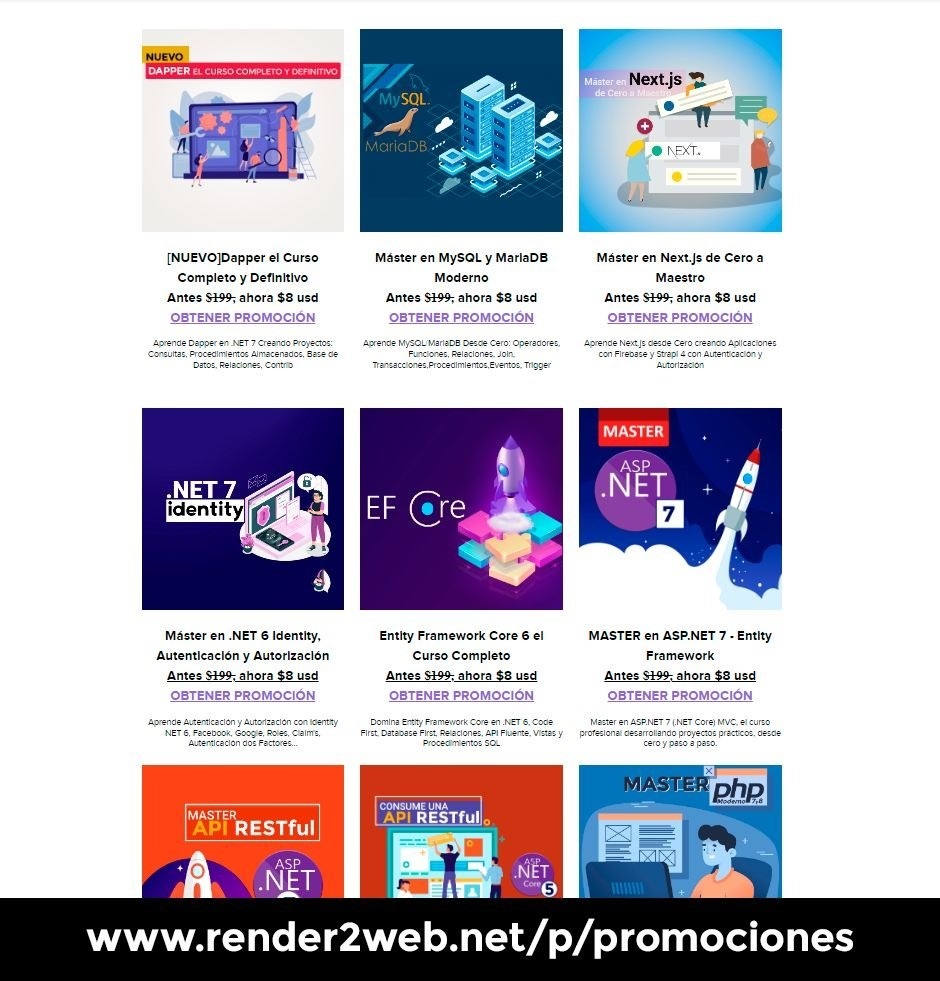 NUEVO
DAPPER EL CURSO COMPLETO Y DEFINITIVO
MySQL
MariaDB
Máster en Next.js
de Cero a Maestro
NEXT.
[NUEVO]Dapper el Curso
Completo y Definitivo
Antes $199, ahora $8 usd
OBTENER PROMOCIÓN
Aprende Dapper en .NET 7 Creando Proyectos:
Consultas, Procedimientos Almacenados, Base de
Datos, Relaciones, Contrib
Máster en MySQL y MariaDB
Moderno
Antes $199, ahora $8 usd
OBTENER PROMOCIÓN
Aprende MySQL/MariaDB Desde Cero: Operadores,
Funciones, Relaciones, Join,
Transacciones,Procedimientos,Eventos, Trigger
Máster en Next.js de Cero a
Maestro
Antes $199, ahora $8 usd
OBTENER PROMOCIÓN
Aprende Next.js desde Cero creando Aplicaciones
con Firebase y Strapi 4 con Autenticación y
Autorización
.NET 7
identity
EF Core
MASTER
ASP
.NET
7
Máster en .NET 6 Identity,
Autenticación y Autorización
Antes $199, ahora $8 usd
OBTENER PROMOCIÓN
Aprende Autenticación y Autorización con Identity
NET 6, Facebook, Google, Roles, Claim's,
Autenticación dos Factores...
Entity Framework Core 6 el
Curso Completo
Antes $199, ahora $8 usd
OBTENER PROMOCIÓN
Domina Entity Framework Core en .NET 6, Code
First, Database First, Relaciones, API Fluente, Vistas y
Procedimientos SQL
MASTER en ASP.NET 7 - Entity
Framework
Antes $199, ahora $8 usd
OBTENER PROMOCIÓN
Master en ASP.NET 7 (.NET Core) MVC, el curso
profesional desarrollando proyectos prácticos, desde
cero y paso a paso.
MASTER
API RESTful
ASP
.NET
CONSUME UNA
API RESTful
ASP
.NET
Core 5
MASTER php
Moderno 7y8
www.render2web.net/p/promociones